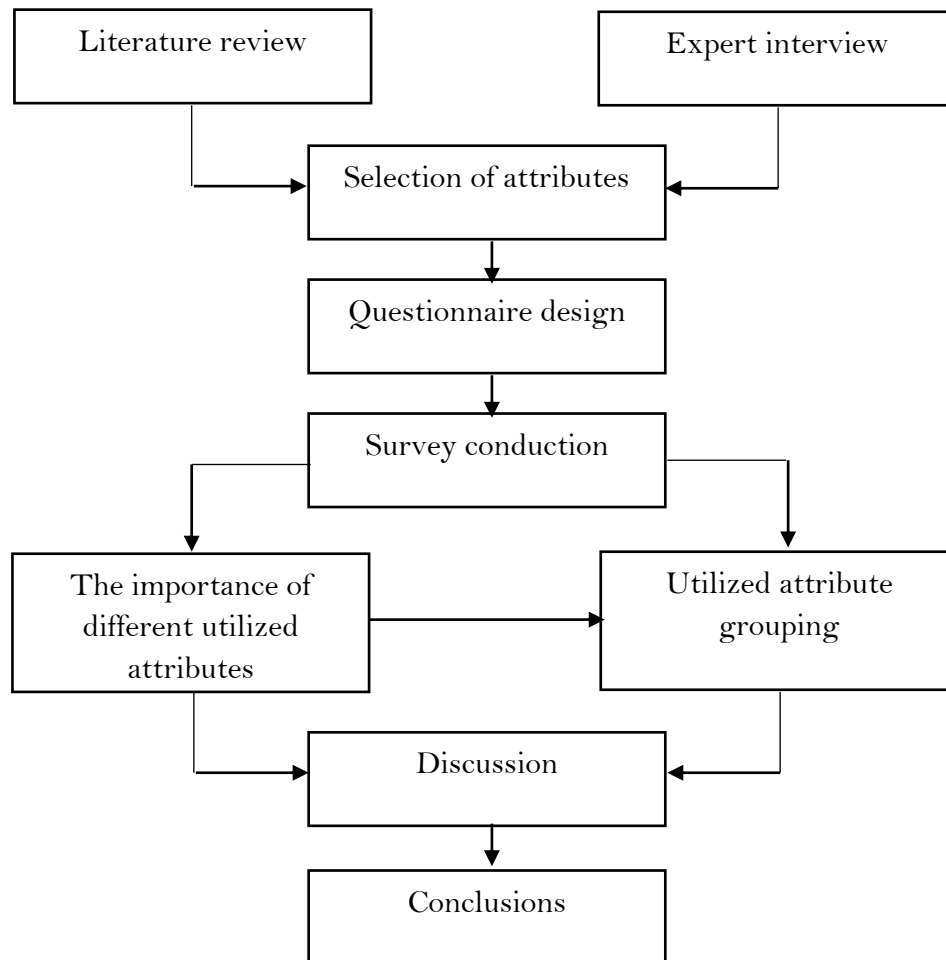 Literature review
Expert interview
Selection of attributes
Questionnaire design
Survey conduction
The importance of
different utilized
attributes
Utilized attribute
grouping
Discussion
Conclusions